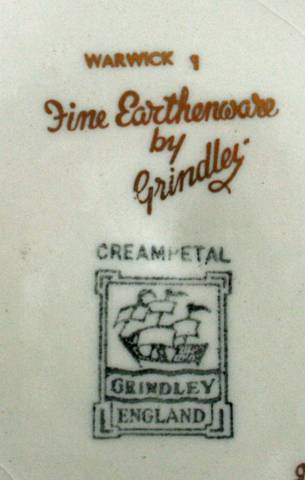 WARWICK
Fine Earthenware
by
Grindley
CREAMPETAL
GRINDLEY
ENGLAND